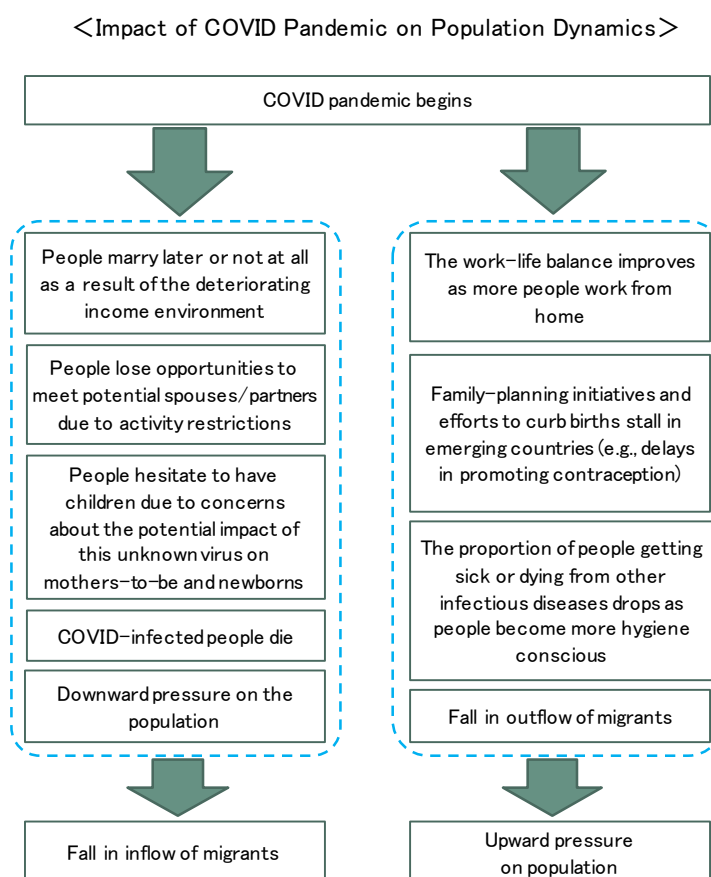 ＜Impact of COVID Pandemic on Population Dynamics＞
COVID pandemic begins
People marry later or not at all
as a result of the deteriorating
income environment
People lose opportunities to
meet potential spouses/partners
due to activity restrictions
People hesitate to have
children due to concerns
about the potential impact of
this unknown virus on
mothers-to-be and newborns
COVID-infected people die
Downward pressure on the
population
Fall in inflow of migrants
The work-life balance improves
as more people work from
home
Family-planning initiatives and
efforts to curb births stall in
emerging countries (e.g., delays
in promoting contraception)
The proportion of people getting
sick or dying from other
infectious diseases drops as
people become more hygiene
conscious
Fall in outflow of migrants
Upward pressure
on population